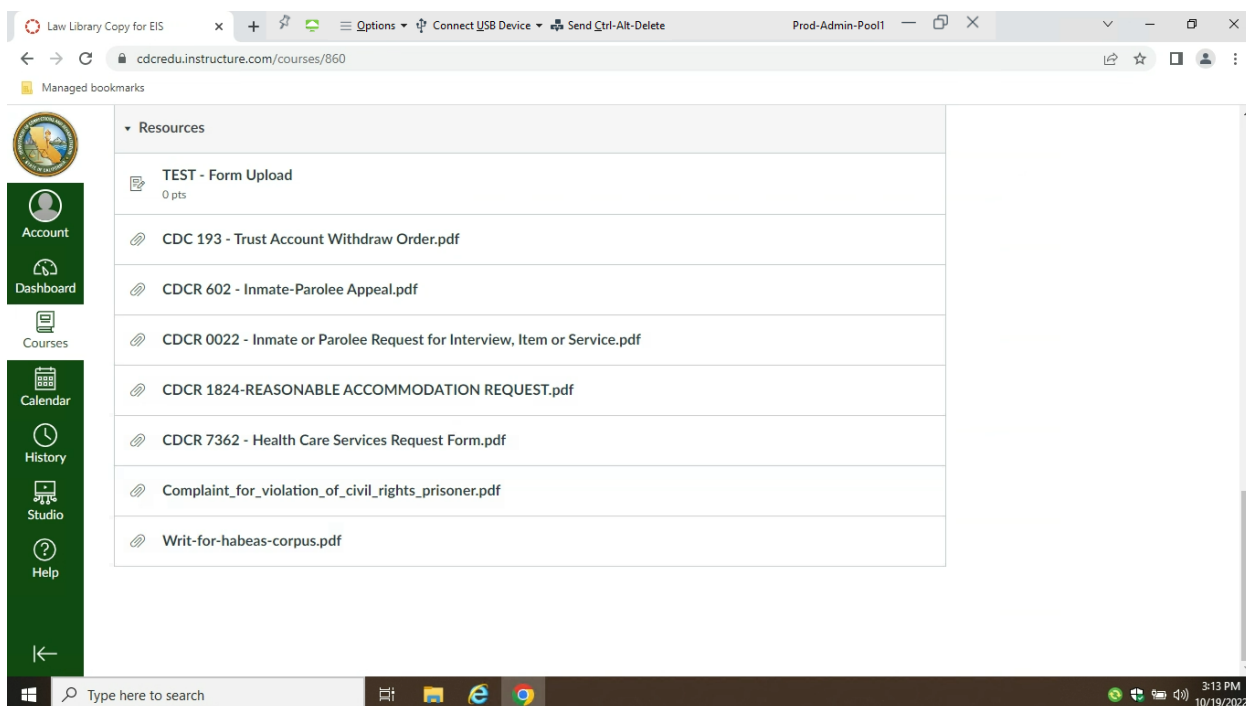 Law Library Copy for EIS
Options
Connect USB Device
Send Ctrl-Alt-Delete
Prod-Admin-Pool1
cdcredu.instructure.com/courses/860
Managed bookmarks
Resources
TEST - Form Upload
0 pts
Account
CDC 193 - Trust Account Withdraw Order.pdf
Dashboard
CDCR 602 - Inmate-Parolee Appeal.pdf
Courses
CDCR 0022 - Inmate or Parolee Request for Interview, Item or Service.pdf
Calendar
CDCR 1824-REASONABLE ACCOMMODATION REQUEST.pdf
History
CDCR 7362 - Health Care Services Request Form.pdf
Studio
Complaint_for_violation_of_civil_rights_prisoner.pdf
Help
Writ-for-habeas-corpus.pdf
Type here to search
3:13 PM
10/19/2022